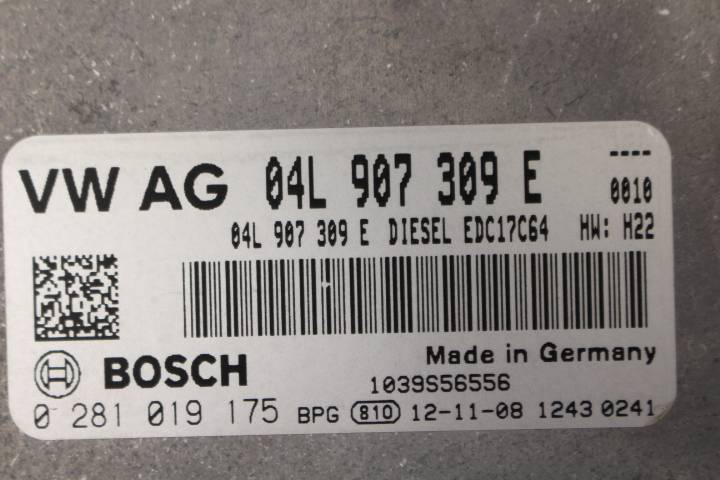 VW AG 04L 907 309 E ----
0010
04L 907 309 E DIESEL EDC17C64 HW: H22
BOSCH Made in Germany
1039S56556
0 281 019 175 BPG 810 12-11-08 1243 0241